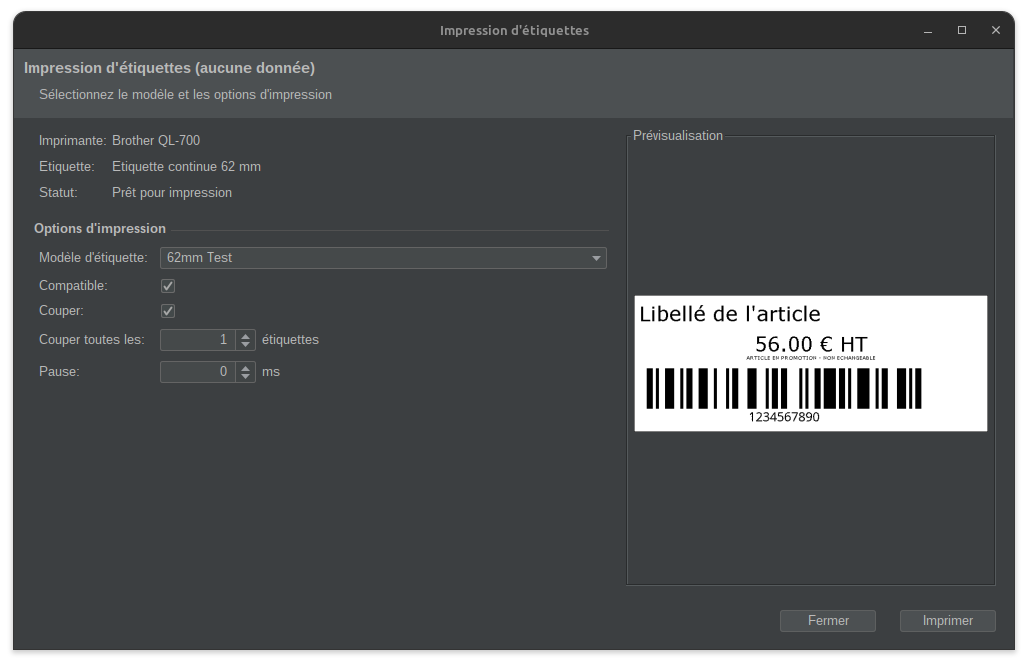 Impression d'étiquettes
Impression d'étiquettes (aucune donnée)
Sélectionnez le modèle et les options d'impression
Imprimante: Brother QL-700
Etiquette: Etiquette continue 62 mm
Statut: Prêt pour impression
Options d'impression
Modèle d'étiquette: 62mm Test
Compatible:
Couper:
Couper toutes les: 1 étiquettes
Pause: 0 ms
Prévisualisation
Libellé de l'article
56.00 € HT
ARTICLE EN PROMOTION - NON ECHANGEABLE
1234567890
Fermer
Imprimer